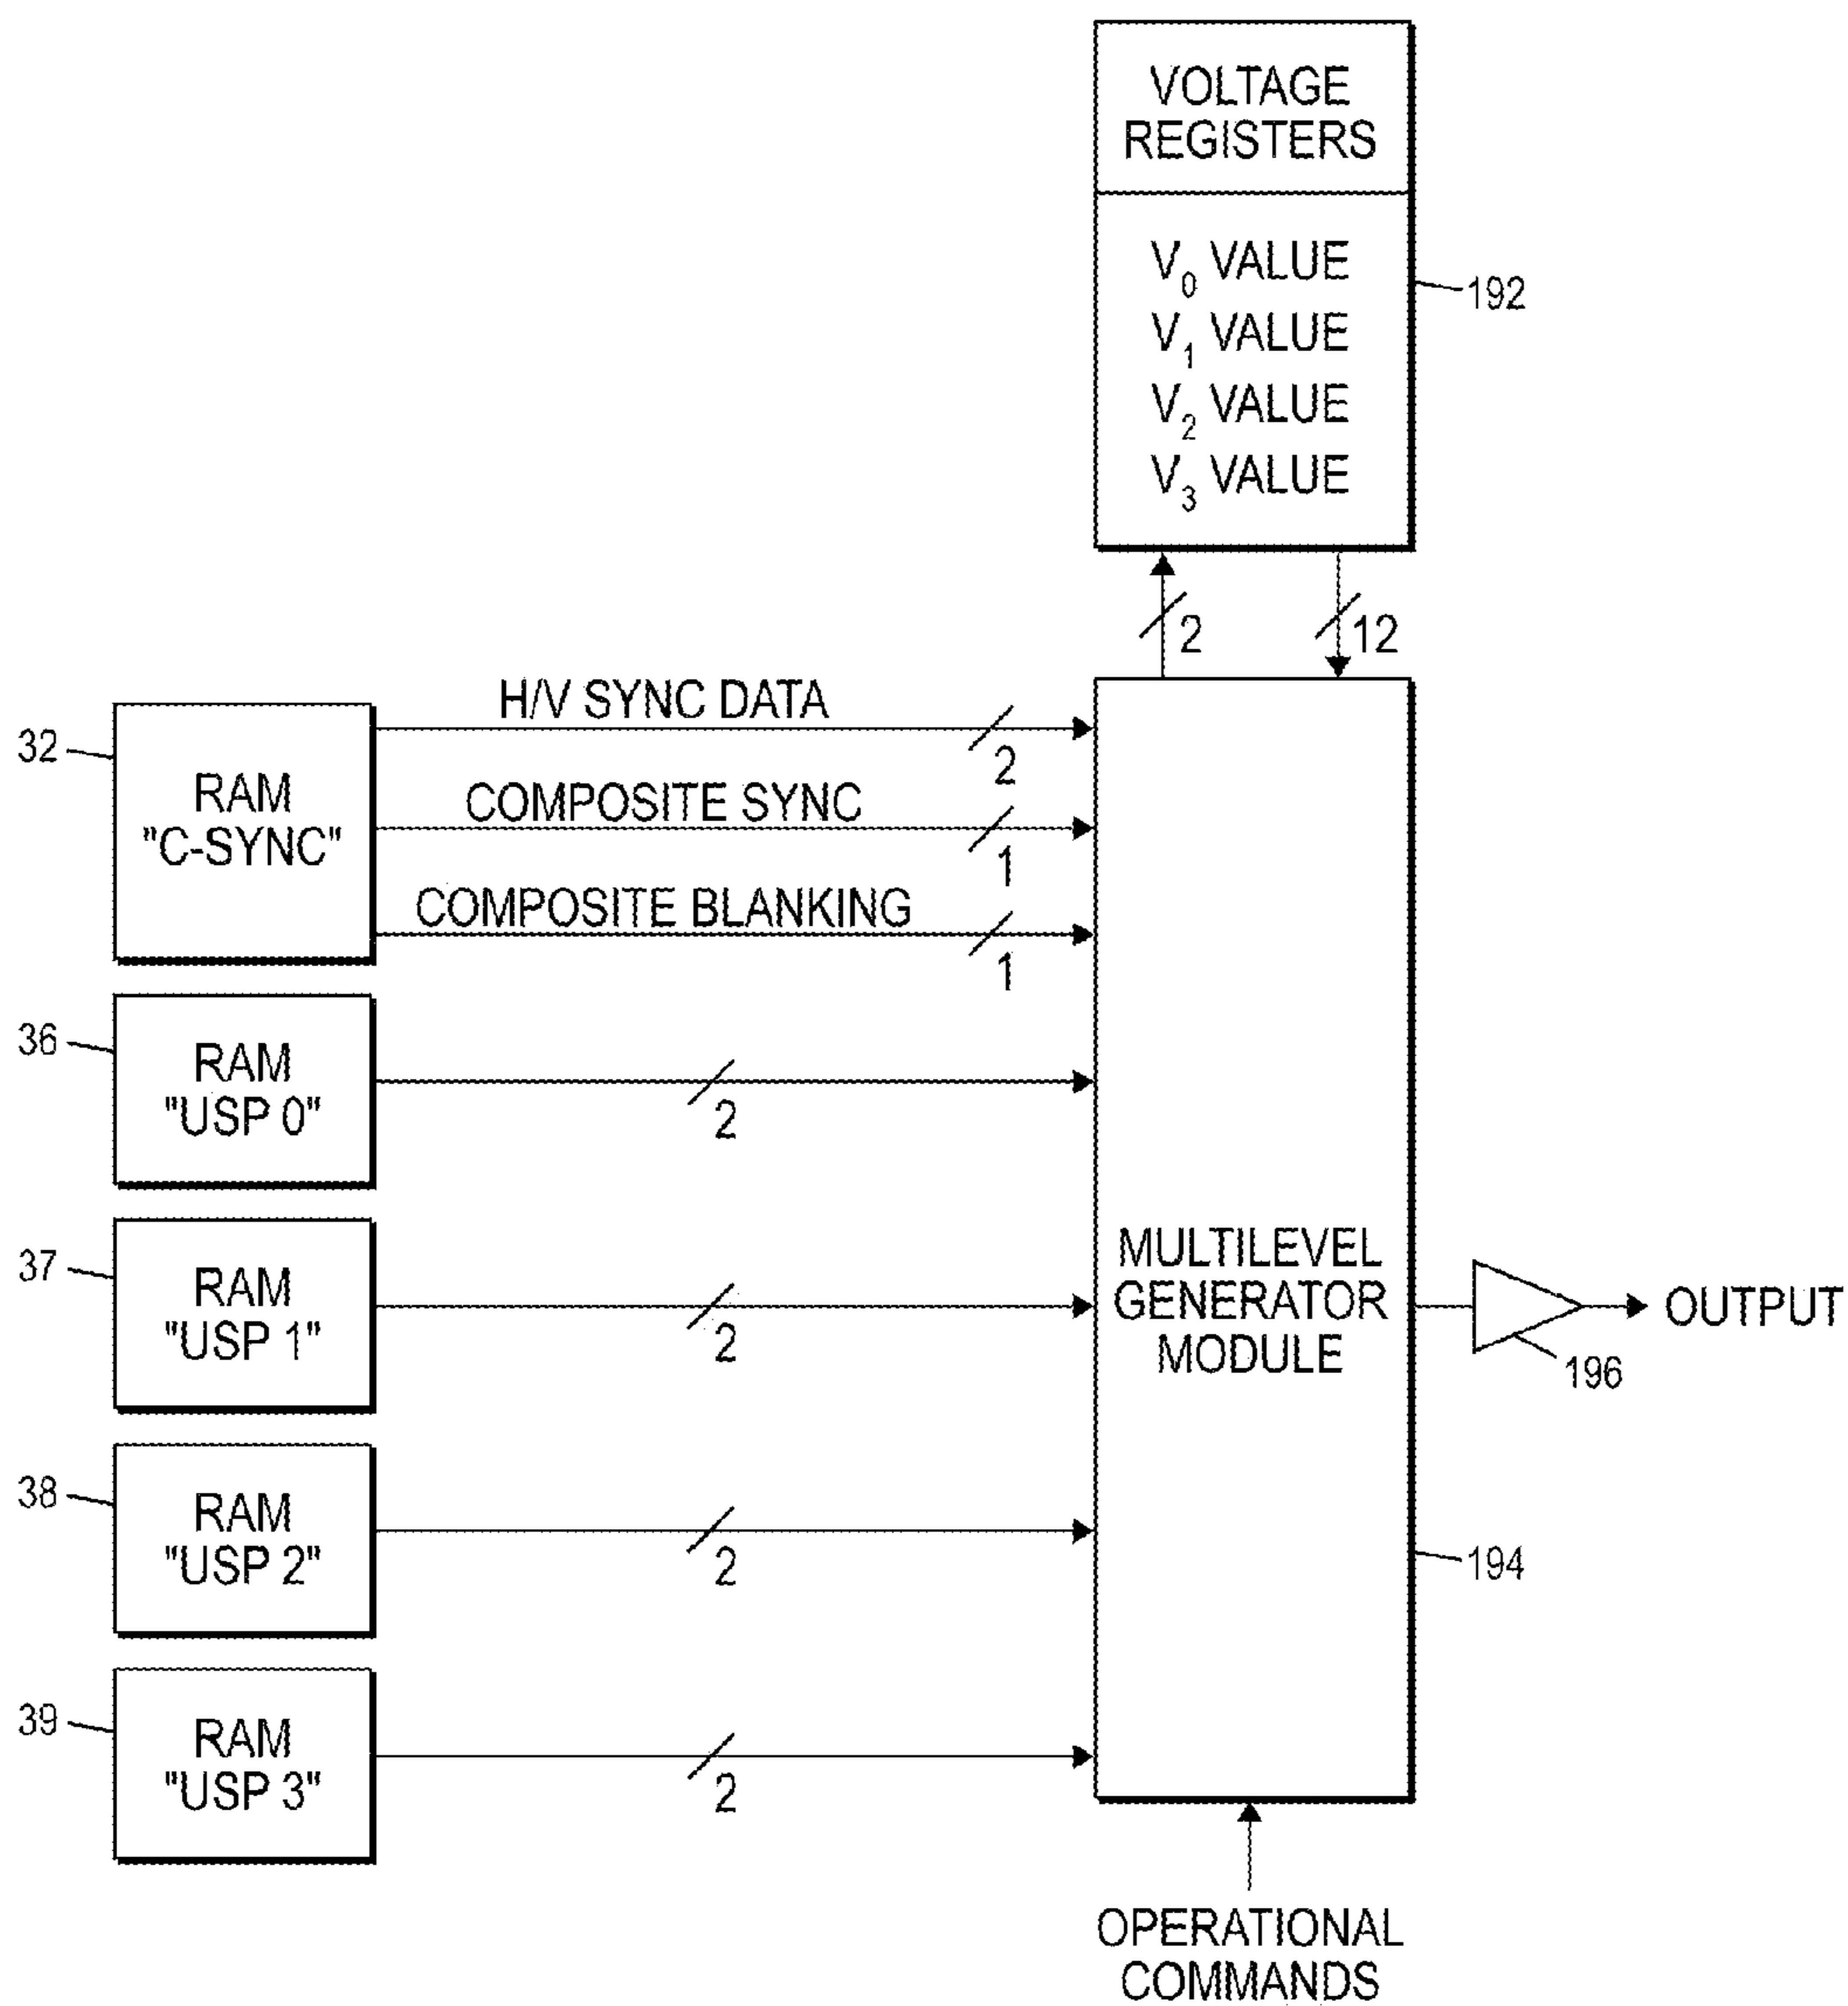 VOLTAGE
REGISTERS
V0 VALUE
V1 VALUE
V2 VALUE
V3 VALUE
192
2
12
32
RAM
"C-SYNC"
H/V SYNC DATA
2
COMPOSITE SYNC
1
COMPOSITE BLANKING
1
36
RAM
"USP 0"
2
37
RAM
"USP 1"
2
38
RAM
"USP 2"
2
39
RAM
"USP 3"
2
MULTILEVEL
GENERATOR
MODULE
194
196
OUTPUT
OPERATIONAL
COMMANDS